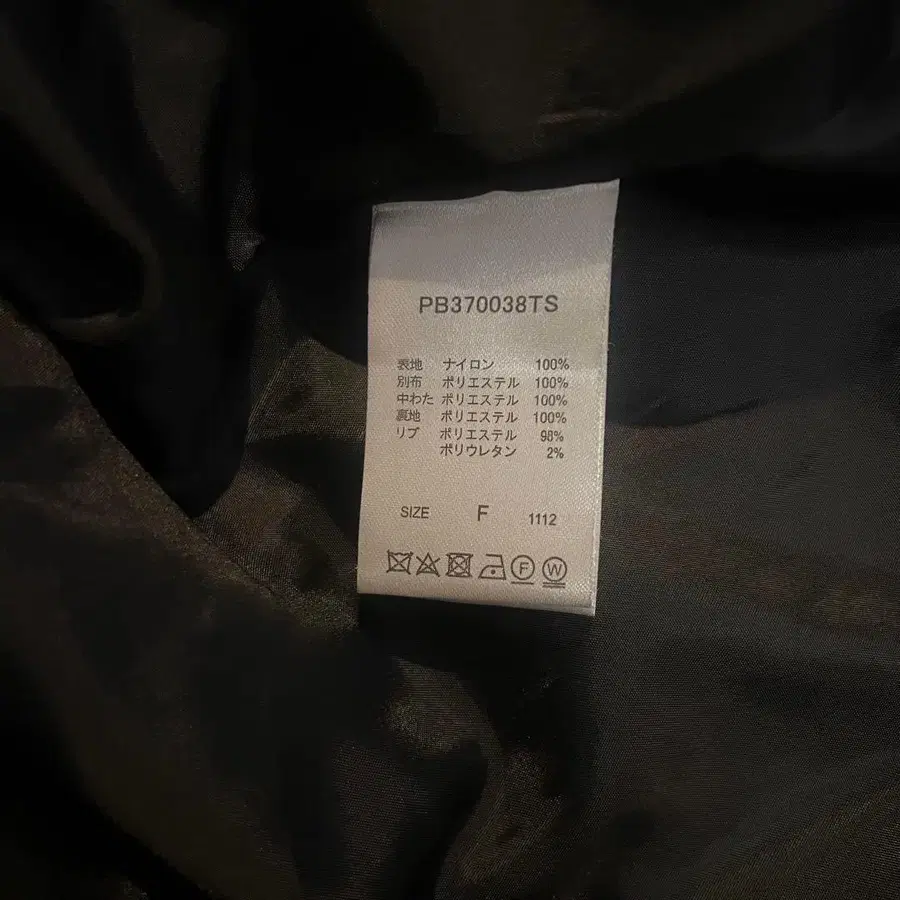 PB370038TS
表地 ナイロン 100%
別布 ポリエステル 100%
中わた ポリエステル 100%
裏地 ポリエステル 100%
リブ ポリエステル 98%
ポリウレタン 2%
SIZE F 1112
F W